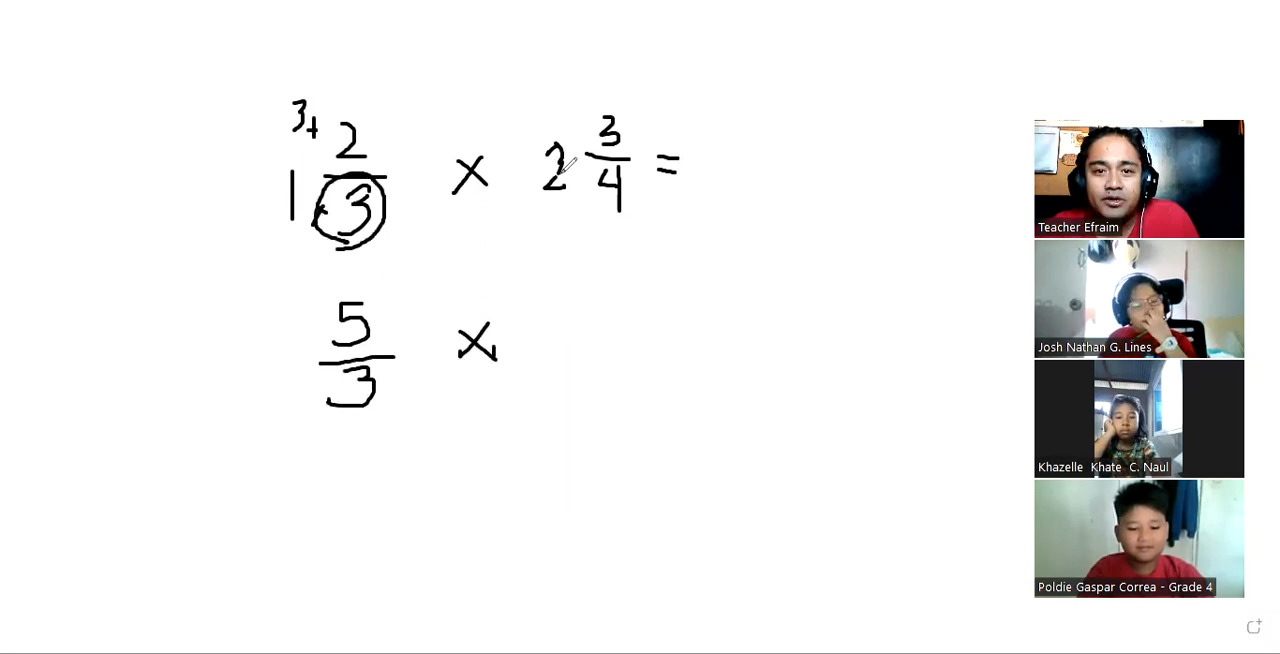 3+
1 2/3 × 2 3/4 =
5/3 ×
Teacher Efraim
Josh Nathan G. Lines
Khazelle Khate C. Naul
Poldie Gaspar Correa - Grade 4